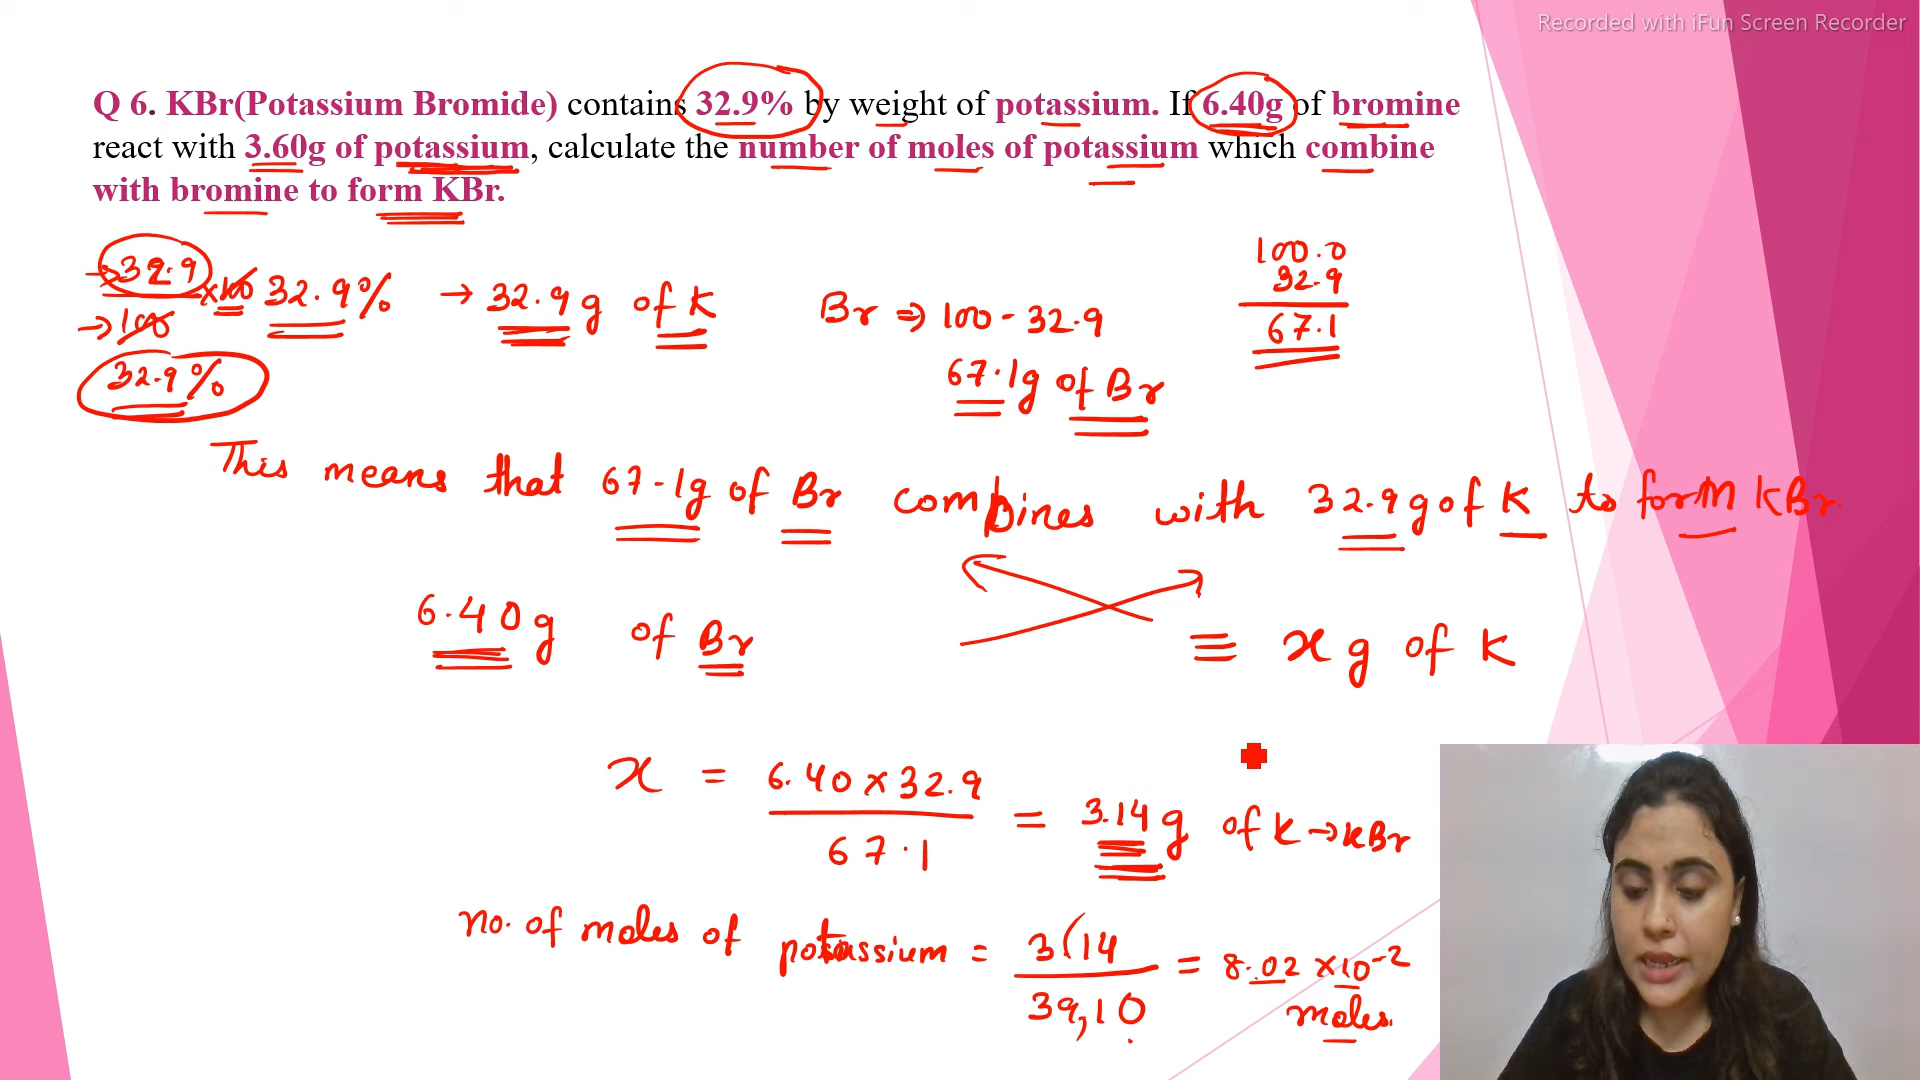 Recorded with iFun Screen Recorder
Q 6. KBr(Potassium Bromide) contains 32.9% by weight of potassium. If 6.40g of bromine
react with 3.60g of potassium, calculate the number of moles of potassium which combine
with bromine to form KBr.
→ 32.9
→ 100
×100 32.9% → 32.9g of K
32.9%
Br ⇒ 100 - 32.9
67.1g of Br
100.0
32.9
67.1
This means that 67.1g of Br combines with 32.9g of K to form KBr.
6.40g of Br ≡ x g of K
x = 6.40 × 32.9
67.1
= 3.14 g of K → KBr
no. of moles of potassium = 3(14
39,10
= 8.02 × 10⁻²
moles.